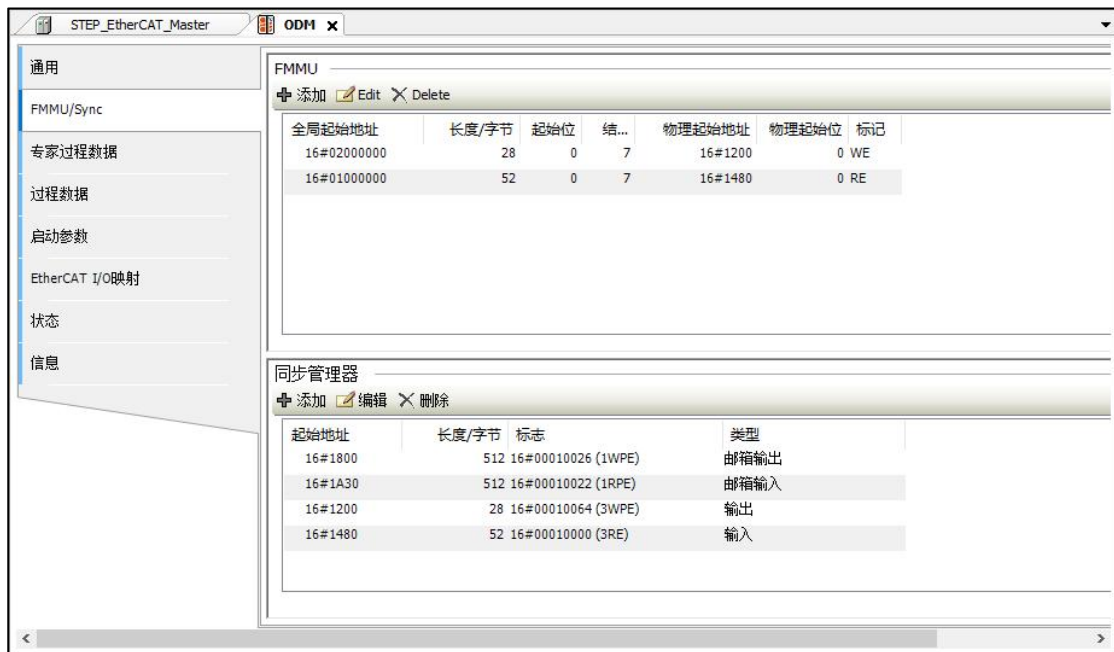 STEP_EtherCAT_Master ODM
通用
FMMU/Sync
专家过程数据
过程数据
启动参数
EtherCAT I/O映射
状态
信息
FMMU
添加 Edit Delete
全局起始地址 长度/字节 起始位 结... 物理起始地址 物理起始位 标记
16#02000000 28 0 7 16#1200 0 WE
16#01000000 52 0 7 16#1480 0 RE
同步管理器
添加 编辑 删除
起始地址 长度/字节 标志 类型
16#1800 512 16#00010026 (1WPE) 邮箱输出
16#1A30 512 16#00010022 (1RPE) 邮箱输入
16#1200 28 16#00010064 (3WPE) 输出
16#1480 52 16#00010000 (3RE) 输入